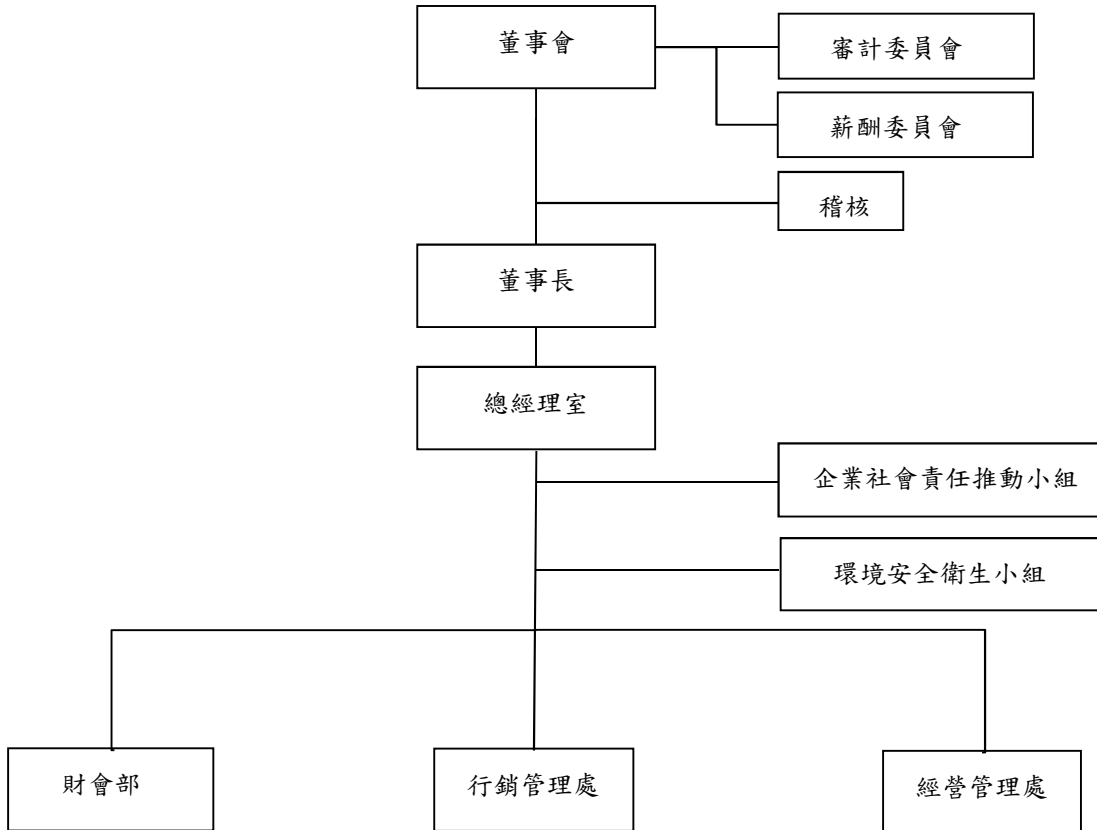 董事會
審計委員會
薪酬委員會
稽核
董事長
總經理室
企業社會責任推動小組
環境安全衛生小組
財會部
行銷管理處
經營管理處